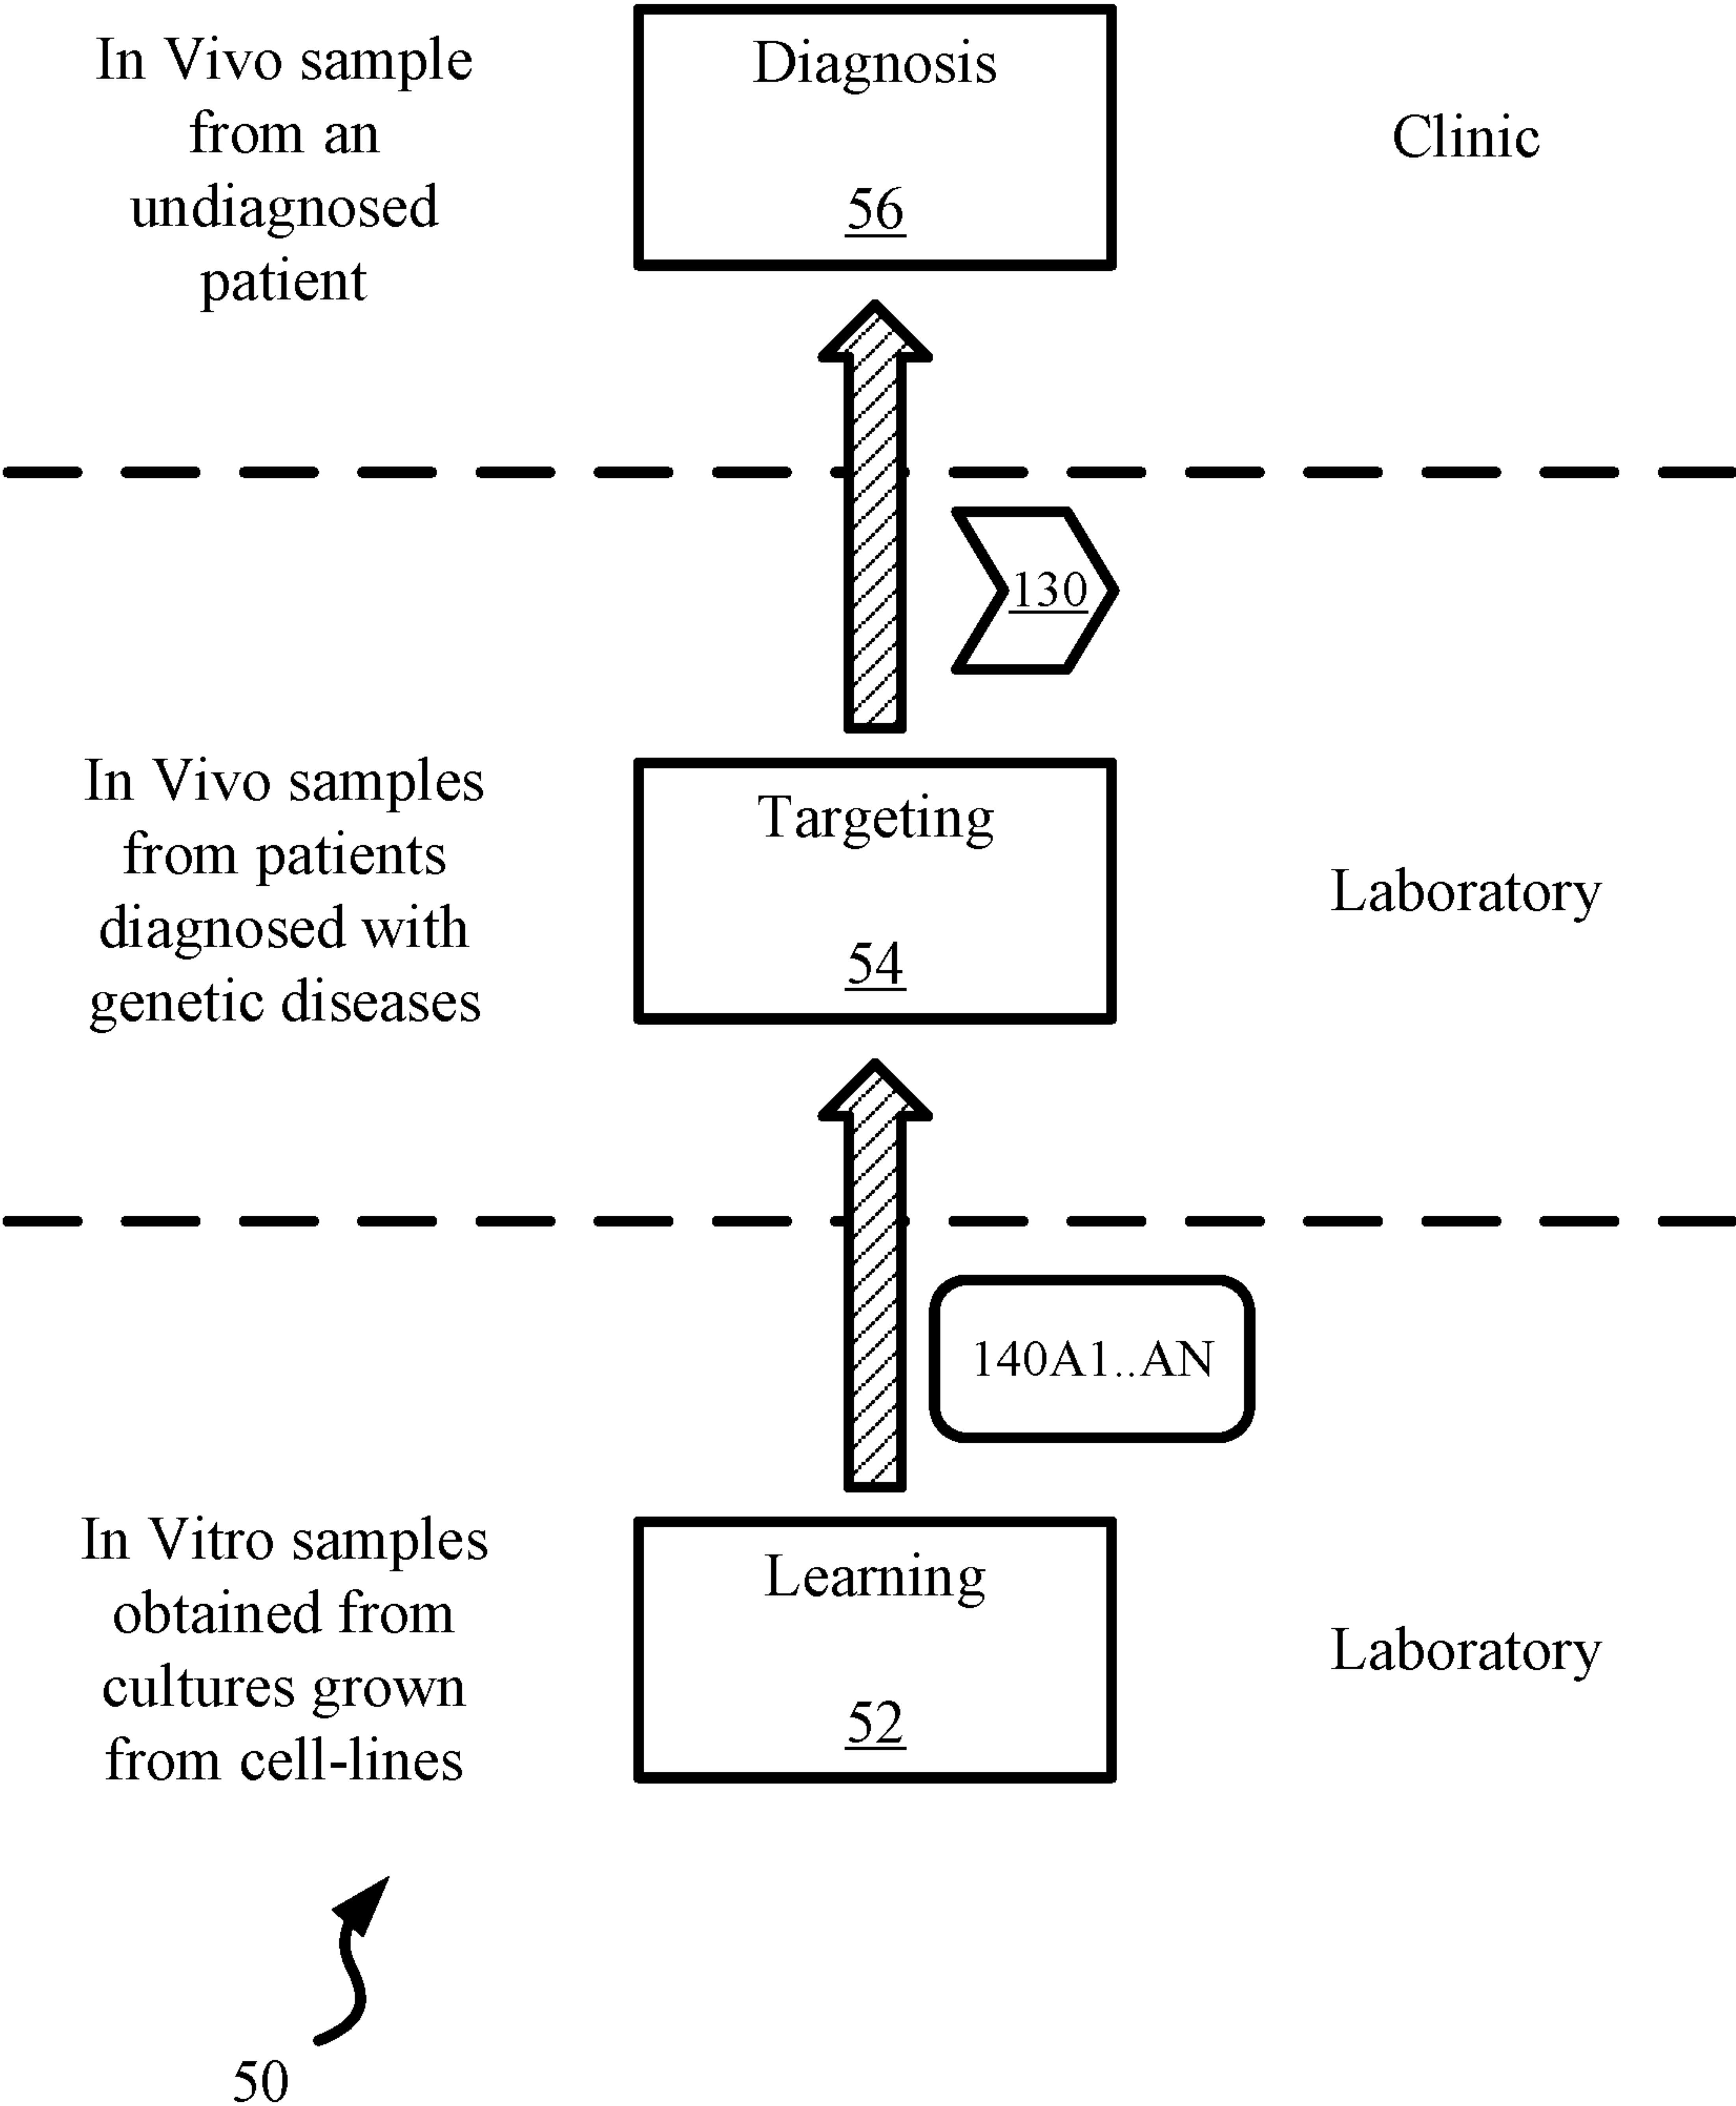 In Vivo sample
from an
undiagnosed
patient
Diagnosis
56
Clinic
130
In Vivo samples
from patients
diagnosed with
genetic diseases
Targeting
54
Laboratory
140A1..AN
In Vitro samples
obtained from
cultures grown
from cell-lines
Learning
52
Laboratory
50